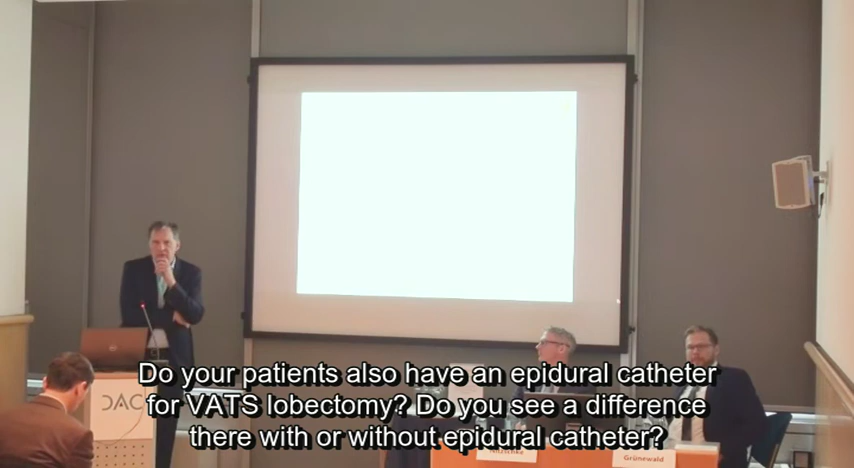 DAC
Do your patients also have an epidural catheter
for VATS lobectomy? Do you see a difference
there with or without epidural catheter?
Nitzschke
Grünewald